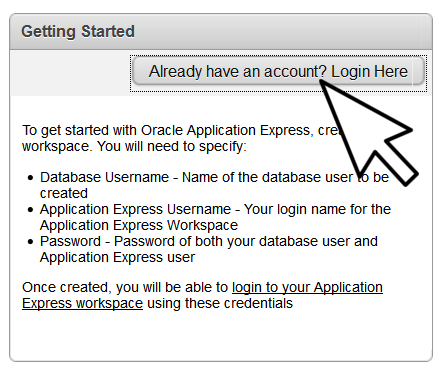 Getting Started
Already have an account? Login Here
To get started with Oracle Application Express, cre
workspace. You will need to specify:
• Database Username - Name of the database user to be
created
• Application Express Username - Your login name for the
Application Express Workspace
• Password - Password of both your database user and
Application Express user
Once created, you will be able to login to your Application
Express workspace using these credentials